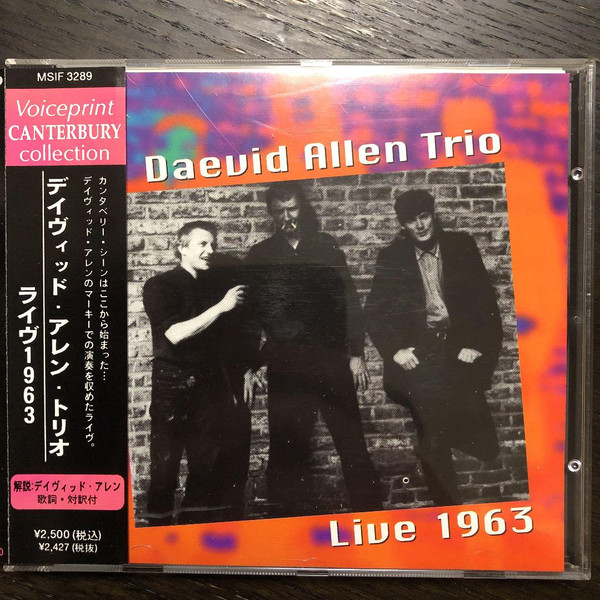 MSIF 3289
Voiceprint
CANTERBURY
collection
カンタベリー・シーンはここから始まった…
デイヴィッド・アレンのマーキーでの演奏を収めたライヴ。
デイヴィッド・アレン・トリオ
ライヴ1963
解説:デイヴィッド・アレン
歌詞・対訳付
¥2,500(税込)
¥2,427(税抜)
Daevid Allen Trio
Live 1963